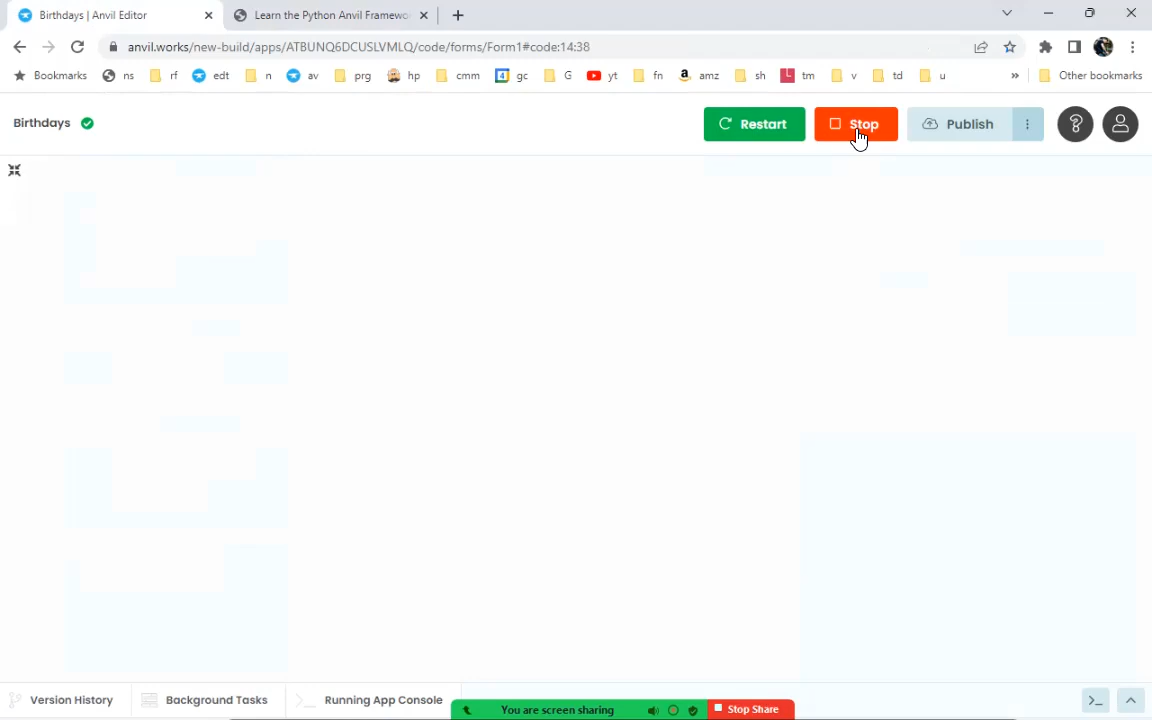 Birthdays | Anvil Editor
Learn the Python Anvil Framewo
anvil.works/new-build/apps/ATBUNQ6DCUSLVMLQ/code/forms/Form1#code:14:38
Bookmarks ns rf edt n av prg hp cmm 4 gc G yt fn a amz sh L tm v td u » Other bookmarks
Birthdays Restart Stop Publish ?
Version History Background Tasks Running App Console
You are screen sharing Stop Share